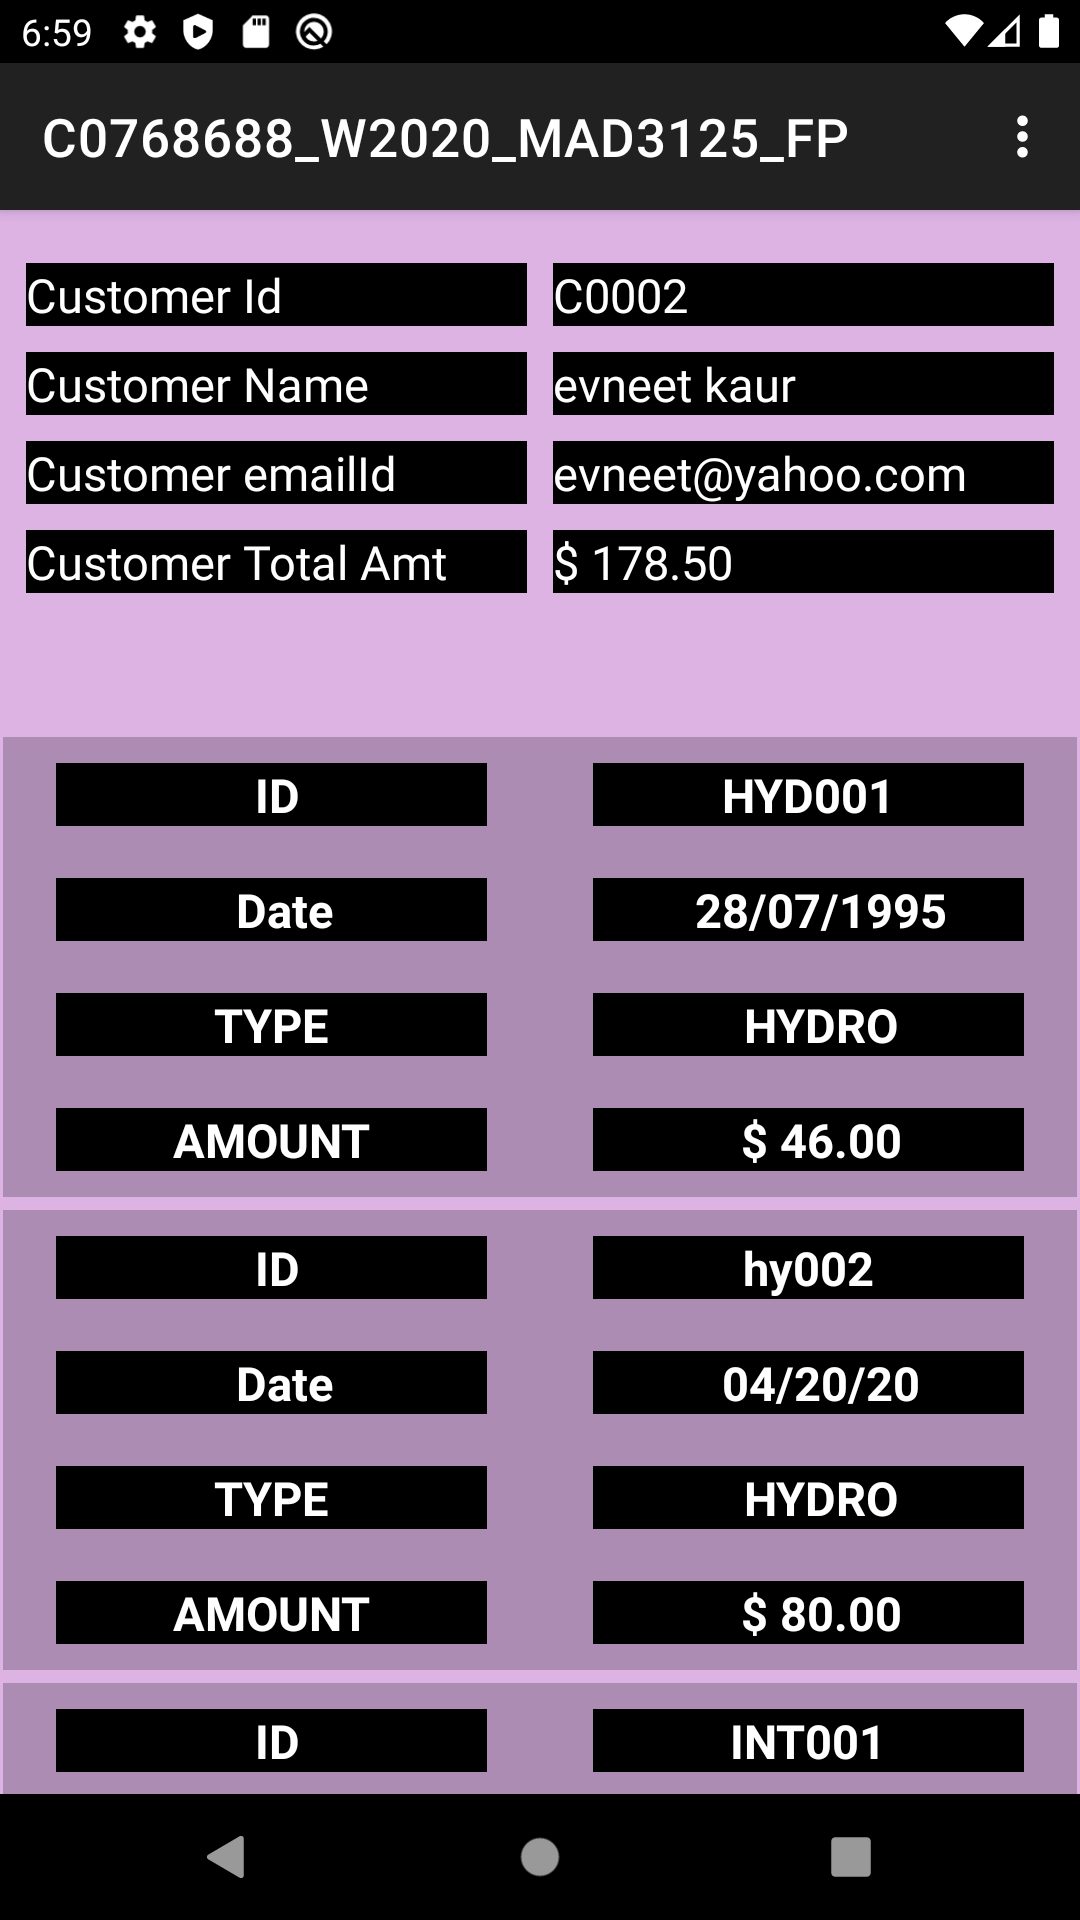 6:59
C0768688_W2020_MAD3125_FP
Customer Id C0002
Customer Name evneet kaur
Customer emailId evneet@yahoo.com
Customer Total Amt $ 178.50
ID HYD001
Date 28/07/1995
TYPE HYDRO
AMOUNT $ 46.00
ID hy002
Date 04/20/20
TYPE HYDRO
AMOUNT $ 80.00
ID INT001